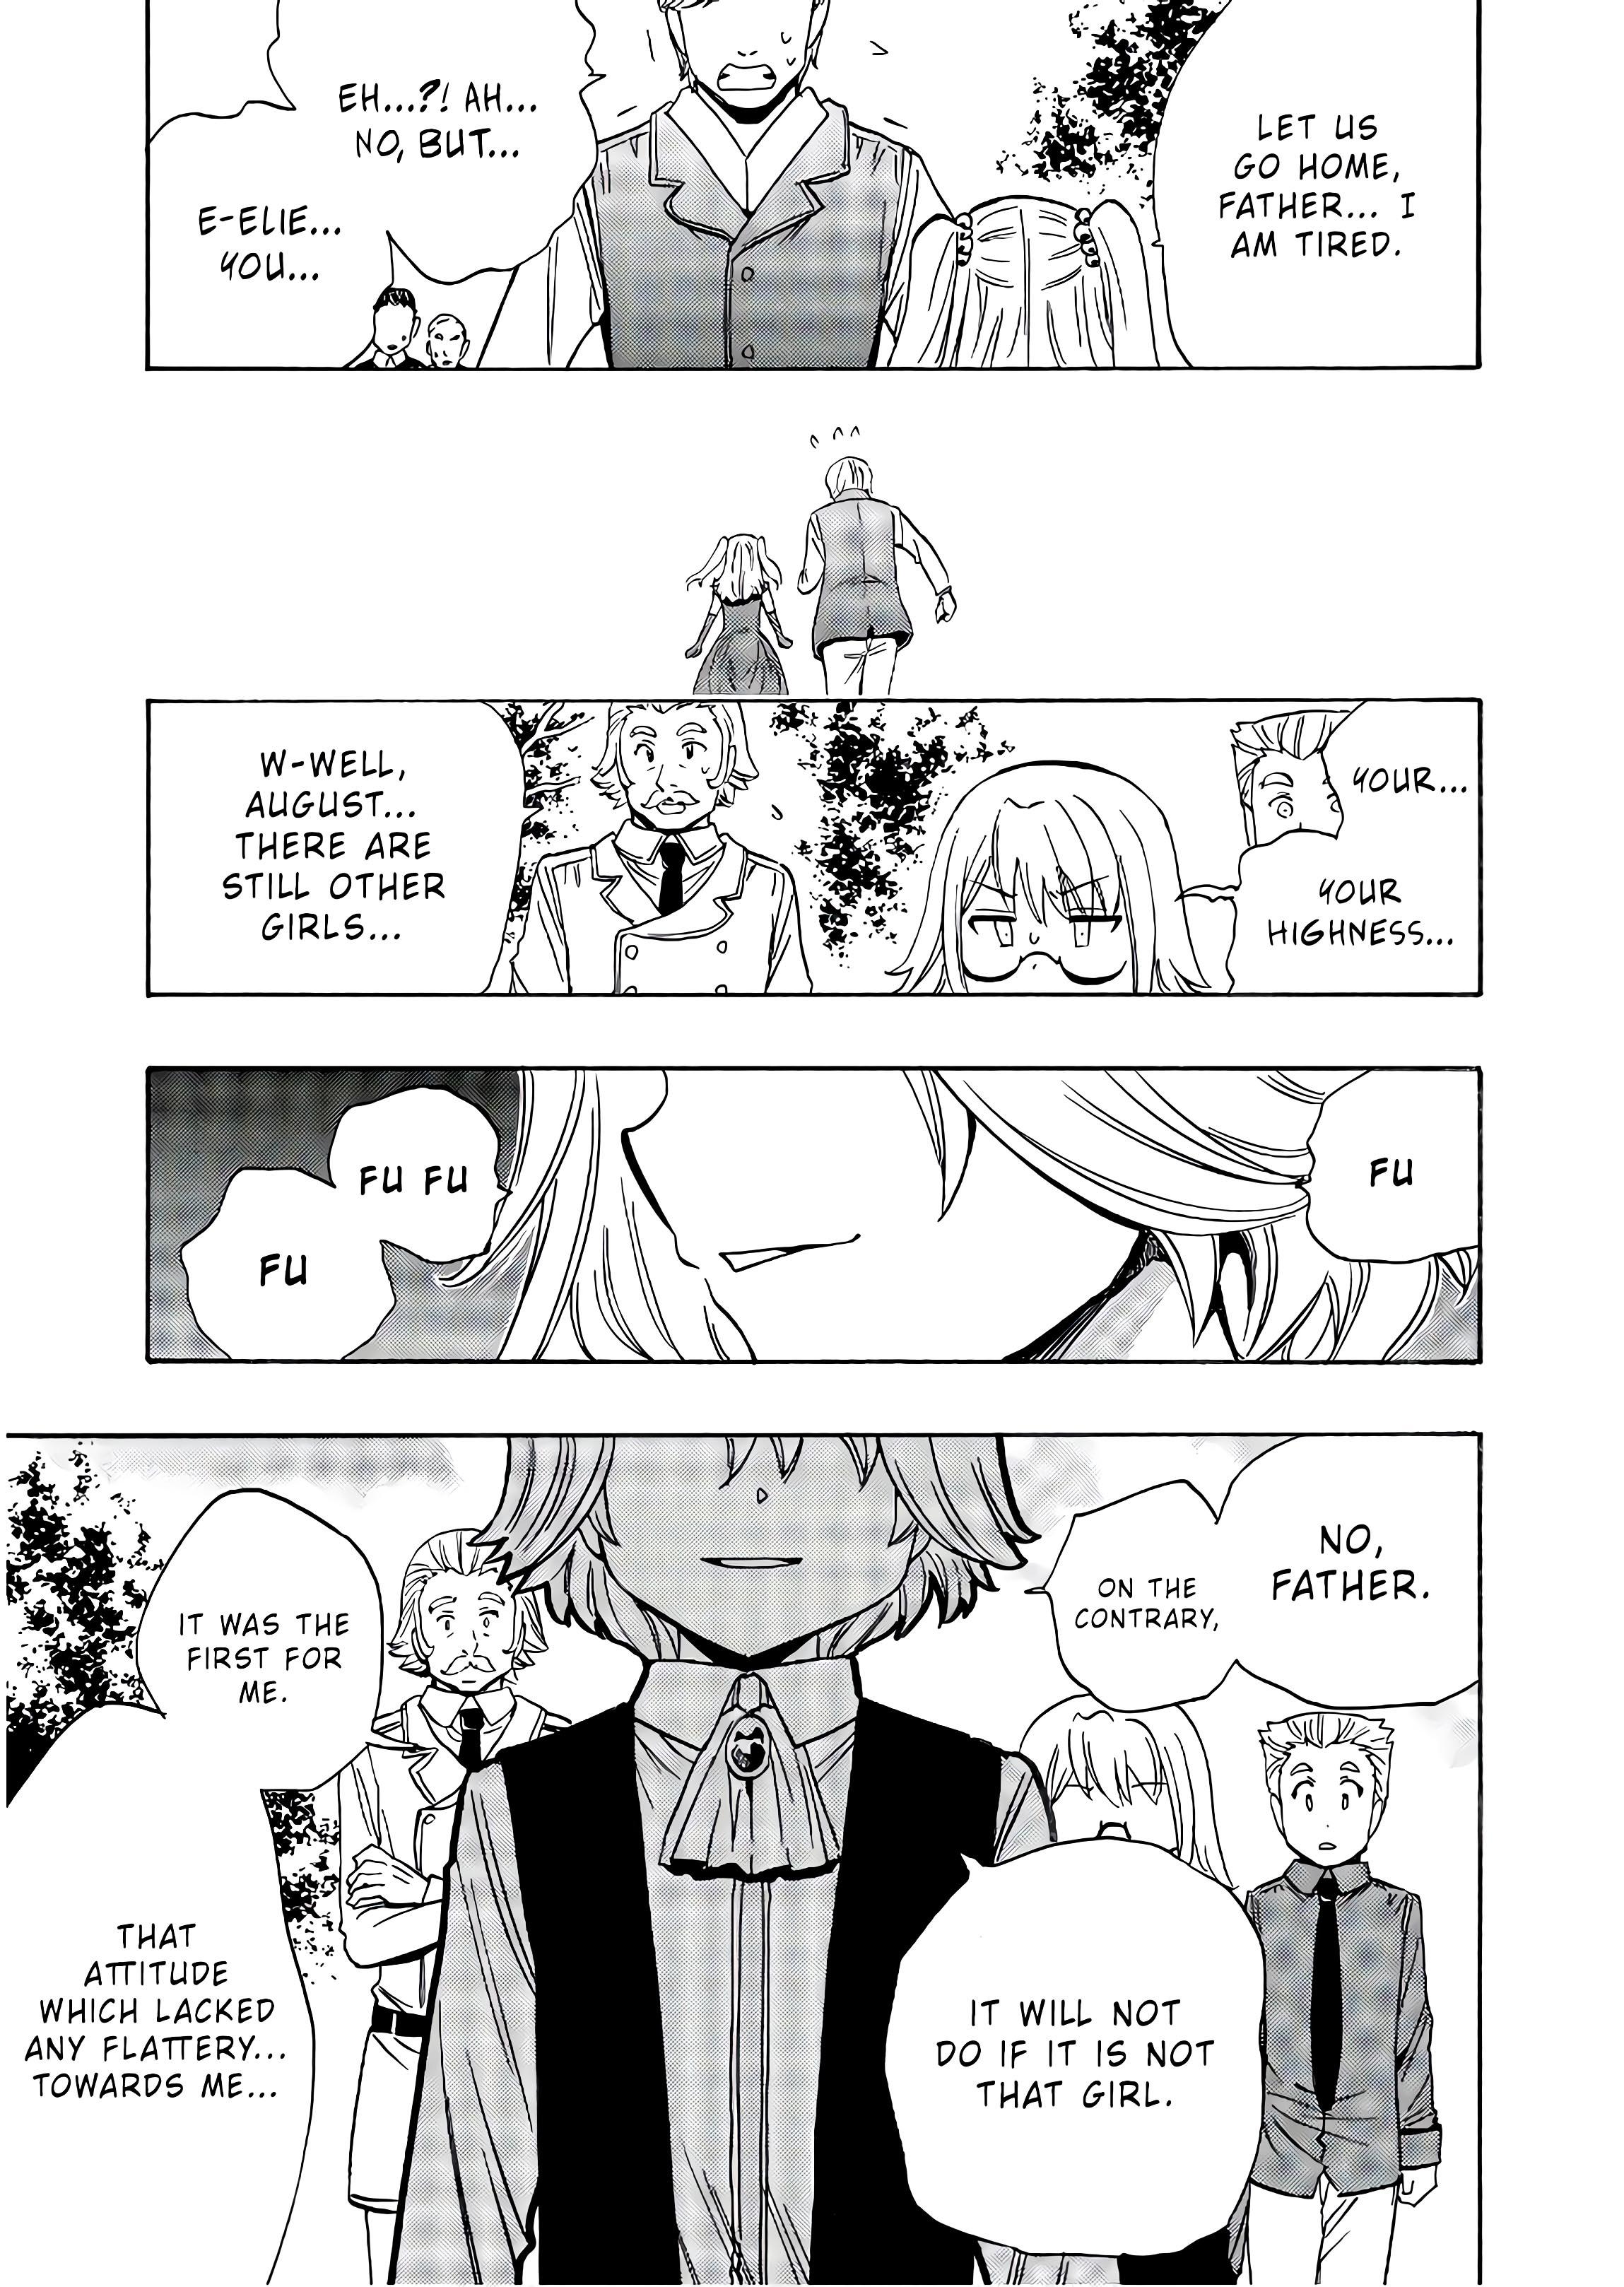 LET US
GO HOME,
FATHER... I
AM TIRED.
EH...?! AH...
NO, BUT...
E-ELIE...
YOU...
YOUR...
YOUR
HIGHNESS...
W-WELL,
AUGUST...
THERE ARE
STILL OTHER
GIRLS...
FU
FU FU
FU
NO,
FATHER.
ON THE
CONTRARY,
IT WILL NOT
DO IF IT IS NOT
THAT GIRL.
IT WAS THE
FIRST FOR
ME.
THAT
ATTITUDE
WHICH LACKED
ANY FLATTERY...
TOWARDS ME...